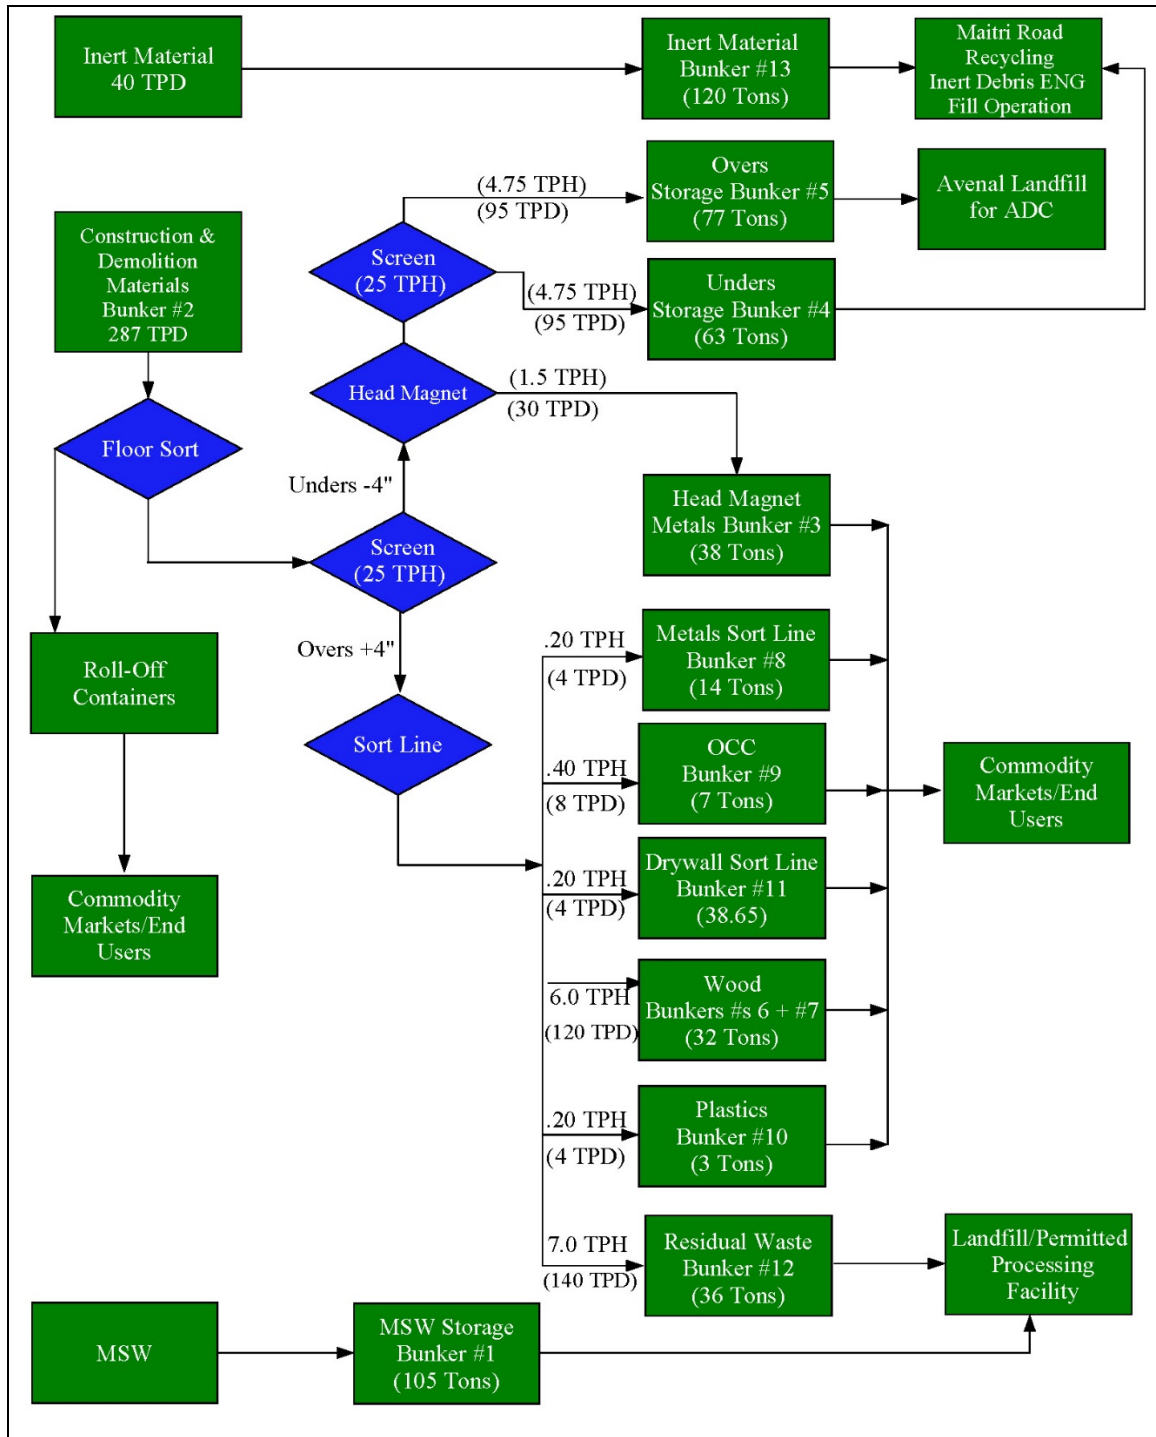 Inert Material
40 TPD
Inert Material
Bunker #13
(120 Tons)
Maitri Road
Recycling
Inert Debris ENG
Fill Operation
Construction &
Demolition
Materials
Bunker #2
287 TPD
Screen
(25 TPH)
(4.75 TPH)
(95 TPD)
Overs
Storage Bunker #5
(77 Tons)
Avenal Landfill
for ADC
(4.75 TPH)
(95 TPD)
Unders
Storage Bunker #4
(63 Tons)
Head Magnet
(1.5 TPH)
(30 TPD)
Floor Sort
Unders -4"
Head Magnet
Metals Bunker #3
(38 Tons)
Screen
(25 TPH)
Overs +4"
Roll-Off
Containers
Sort Line
.20 TPH
(4 TPD)
Metals Sort Line
Bunker #8
(14 Tons)
.40 TPH
(8 TPD)
OCC
Bunker #9
(7 Tons)
Commodity
Markets/End
Users
Commodity
Markets/End
Users
.20 TPH
(4 TPD)
Drywall Sort Line
Bunker #11
(38.65)
6.0 TPH
(120 TPD)
Wood
Bunkers #s 6 + #7
(32 Tons)
.20 TPH
(4 TPD)
Plastics
Bunker #10
(3 Tons)
7.0 TPH
(140 TPD)
Residual Waste
Bunker #12
(36 Tons)
Landfill/Permitted
Processing
Facility
MSW
MSW Storage
Bunker #1
(105 Tons)